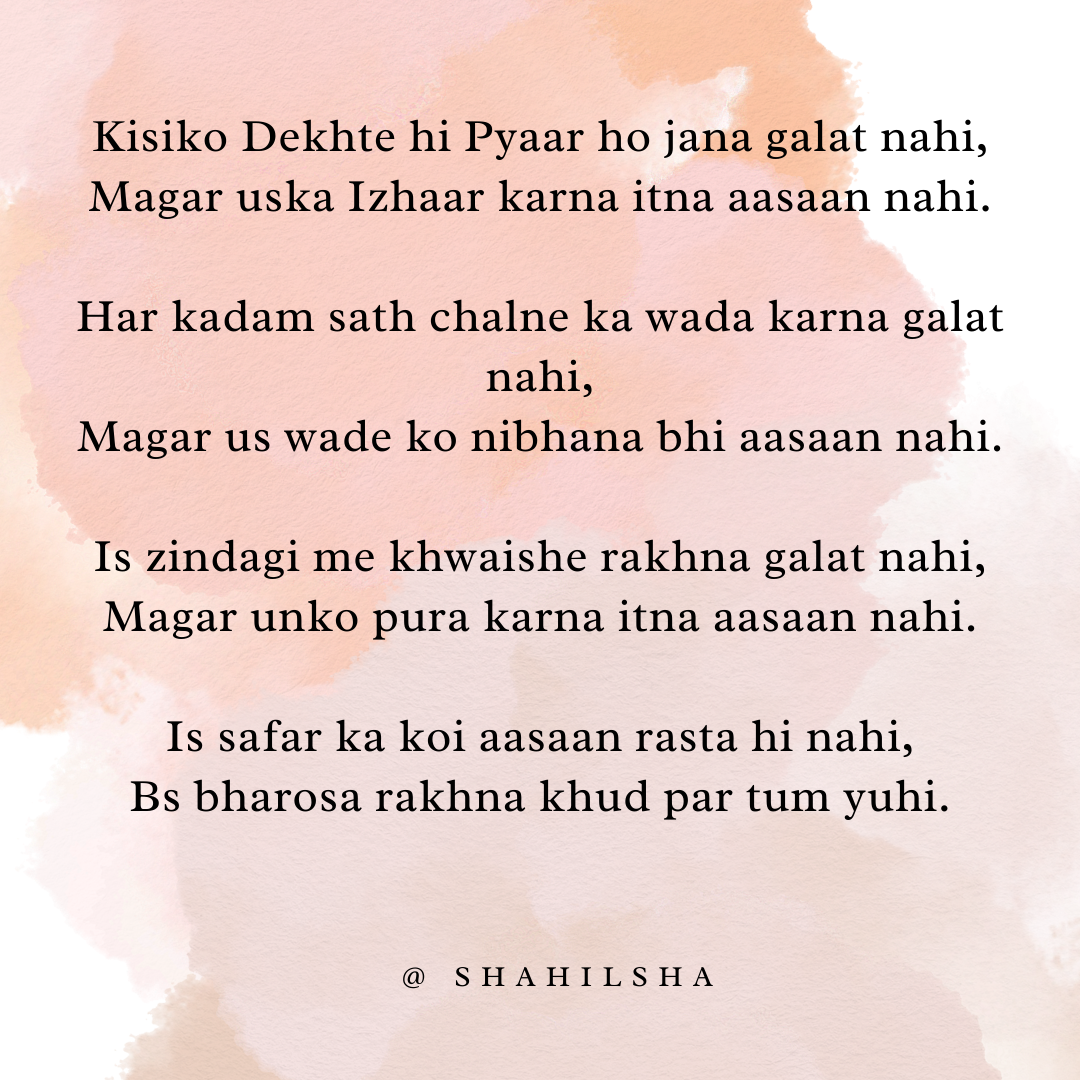 Kisiko Dekhte hi Pyaar ho jana galat nahi,
Magar uska Izhaar karna itna aasaan nahi.
Har kadam sath chalne ka wada karna galat
nahi,
Magar us wade ko nibhana bhi aasaan nahi.
Is zindagi me khwaishe rakhna galat nahi,
Magar unko pura karna itna aasaan nahi.
Is safar ka koi aasaan rasta hi nahi,
Bs bharosa rakhna khud par tum yuhi.
@ SHAHILSHA